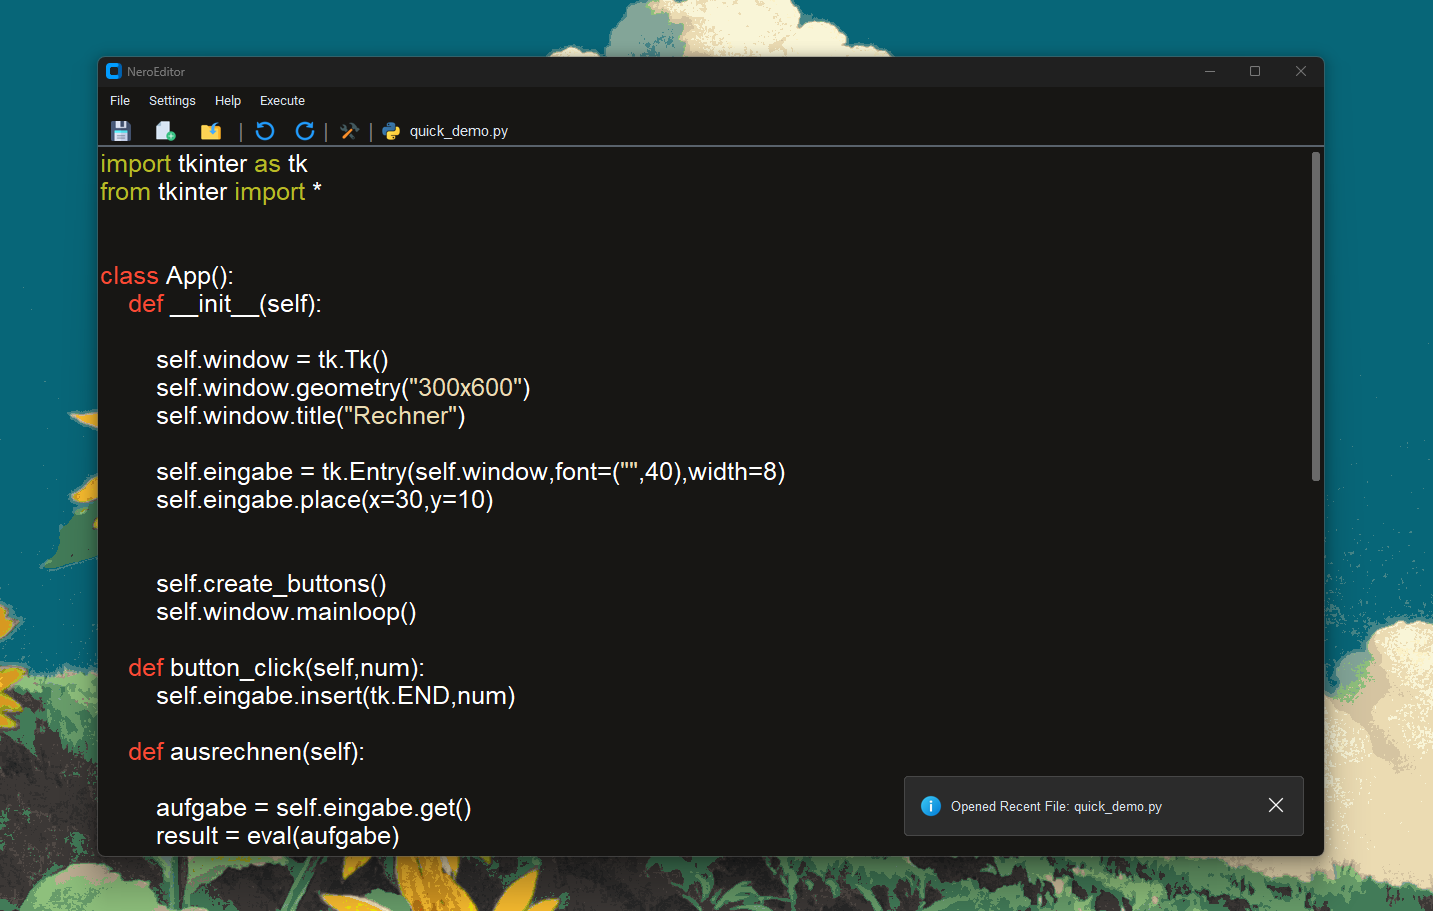 NeroEditor
File Settings Help Execute
quick_demo.py
import tkinter as tk
from tkinter import *
class App():
    def __init__(self):
        self.window = tk.Tk()
        self.window.geometry("300x600")
        self.window.title("Rechner")
        self.eingabe = tk.Entry(self.window,font=("",40),width=8)
        self.eingabe.place(x=30,y=10)
        self.create_buttons()
        self.window.mainloop()
    def button_click(self,num):
        self.eingabe.insert(tk.END,num)
    def ausrechnen(self):
        aufgabe = self.eingabe.get()
        result = eval(aufgabe)
Opened Recent File: quick_demo.py